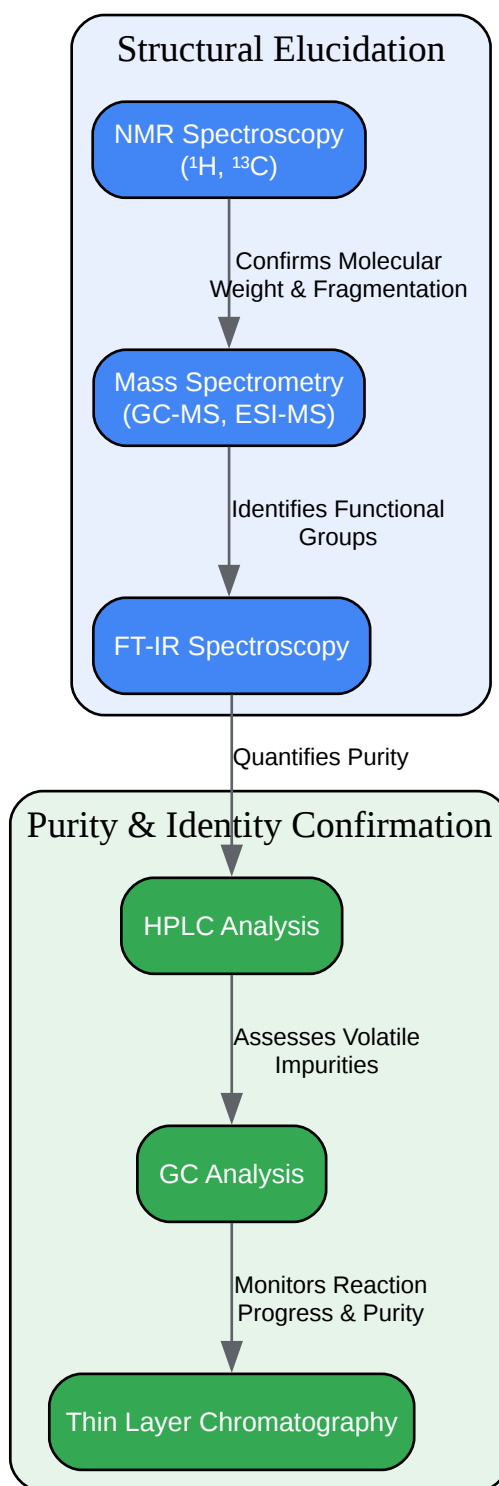 Structural Elucidation
NMR Spectroscopy
(¹H, ¹³C)
Confirms Molecular
Weight & Fragmentation
Mass Spectrometry
(GC-MS, ESI-MS)
Identifies Functional
Groups
FT-IR Spectroscopy
Quantifies Purity
Purity & Identity Confirmation
HPLC Analysis
Assesses Volatile
Impurities
GC Analysis
Monitors Reaction
Progress & Purity
Thin Layer Chromatography